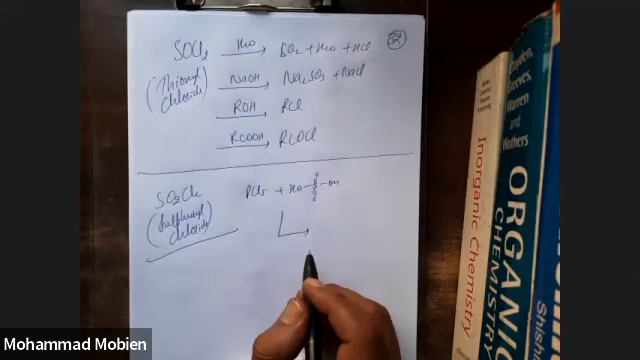 SOCl2 H2O SO2 + H2O + HCl
(Thionyl Chloride) NaOH Na2SO3 + NaCl
ROH RCl
RCOOH RCOCl
SO2Cl2 PCl5 + HO-S-OH
(Sulphuryl Chloride)
Inorganic Chemistry
Clayden, Greeves, Warren and Wothers
ORGANIC CHEMISTRY
Mohammad Mobien